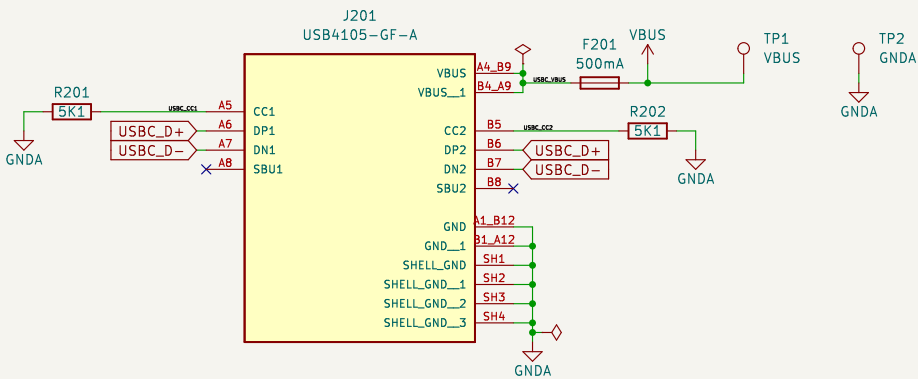 J201
USB4105-GF-A
F201
500mA
VBUS
TP1
VBUS
TP2
GNDA
GNDA
R201
5K1
GNDA
USBC_CC1
A5
CC1
USBC_D+
A6
DP1
USBC_D-
A7
DN1
A8
SBU1
VBUS
A4_B9
USBC_VBUS
VBUS__1
B4_A9
CC2
B5
USBC_CC2
R202
5K1
GNDA
DP2
B6
USBC_D+
DN2
B7
USBC_D-
SBU2
B8
GND
A1_B12
GND__1
B1_A12
SHELL_GND
SH1
SHELL_GND__1
SH2
SHELL_GND__2
SH3
SHELL_GND__3
SH4
GNDA